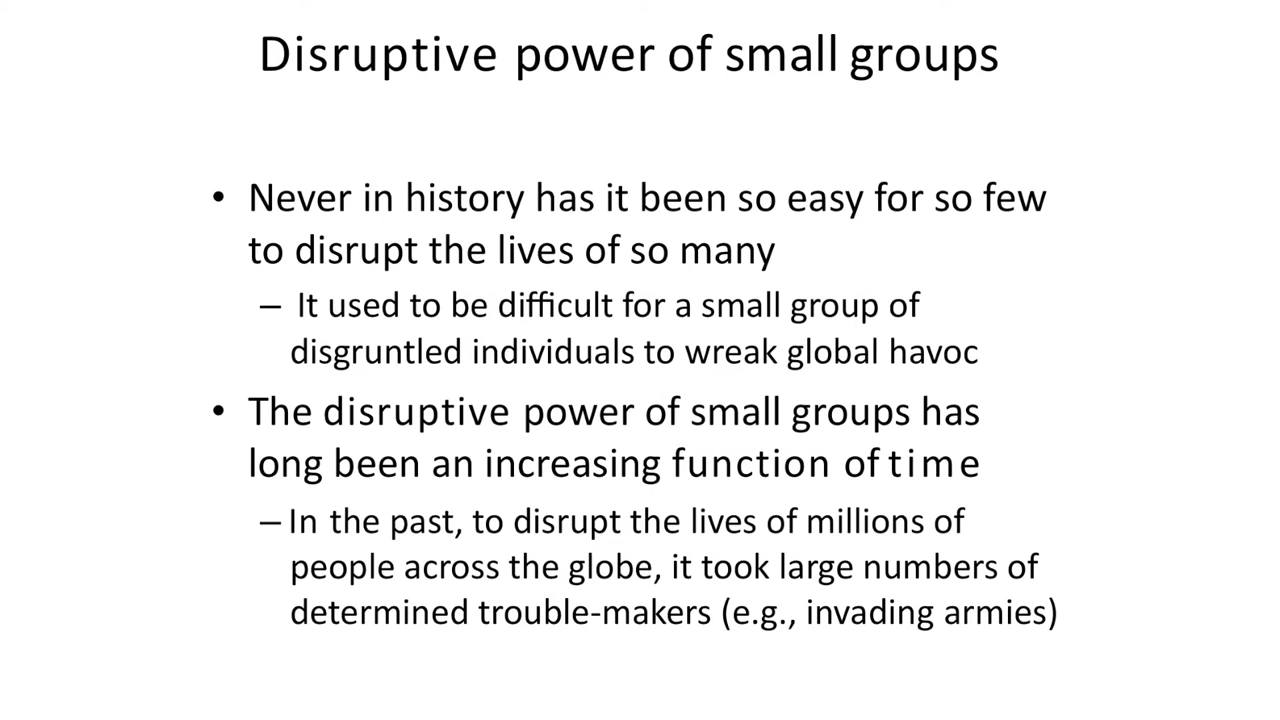 Disruptive power of small groups
• Never in history has it been so easy for so few
to disrupt the lives of so many
– It used to be difficult for a small group of
disgruntled individuals to wreak global havoc
• The disruptive power of small groups has
long been an increasing function of time
– In the past, to disrupt the lives of millions of
people across the globe, it took large numbers of
determined trouble-makers (e.g., invading armies)